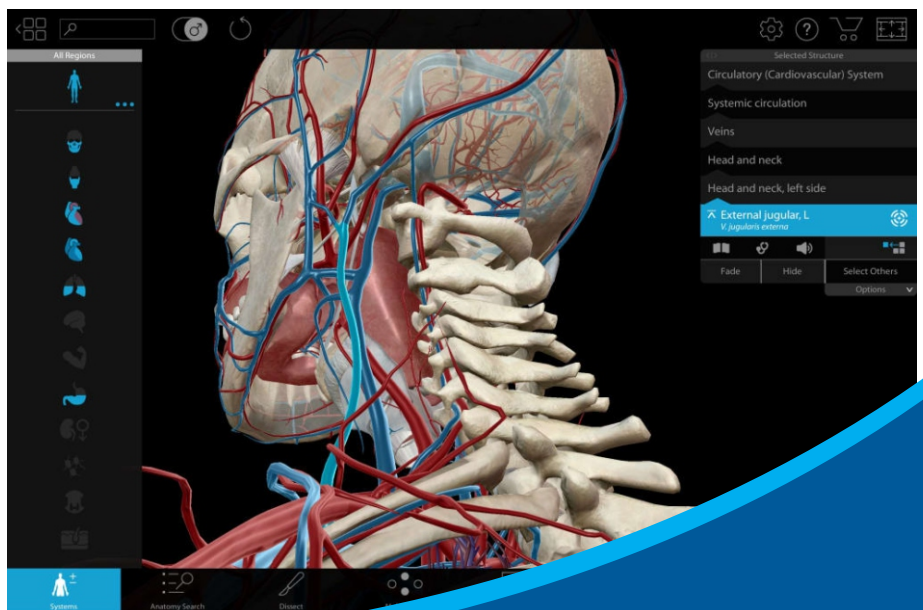 All Regions
Selected Structure
Circulatory (Cardiovascular) System
Systemic circulation
Veins
Head and neck
Head and neck, left side
External jugular, L
V. jugularis externa
Fade Hide Select Others
Options
Systems Anatomy Search Dissect